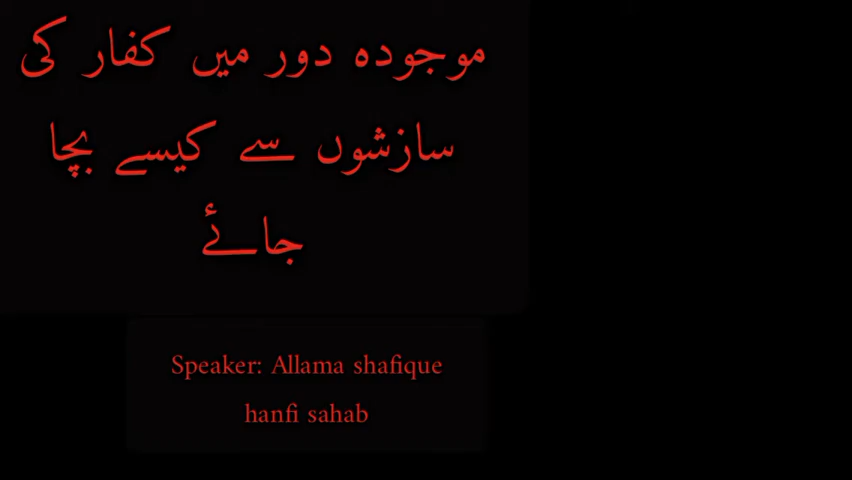 موجودہ دور میں کفار کی
سازشوں سے کیسے بچا
جائے
Speaker: Allama shafique
hanfi sahab